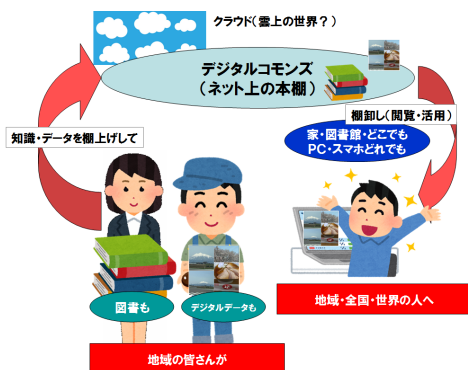 クラウド（雲上の世界？）
デジタルコモンズ
（ネット上の本棚）
知識・データを棚上げして
棚卸し（閲覧・活用）
家・図書館・どこでも
PC・スマホどれでも
図書も
デジタルデータも
地域・全国・世界の人へ
地域の皆さんが